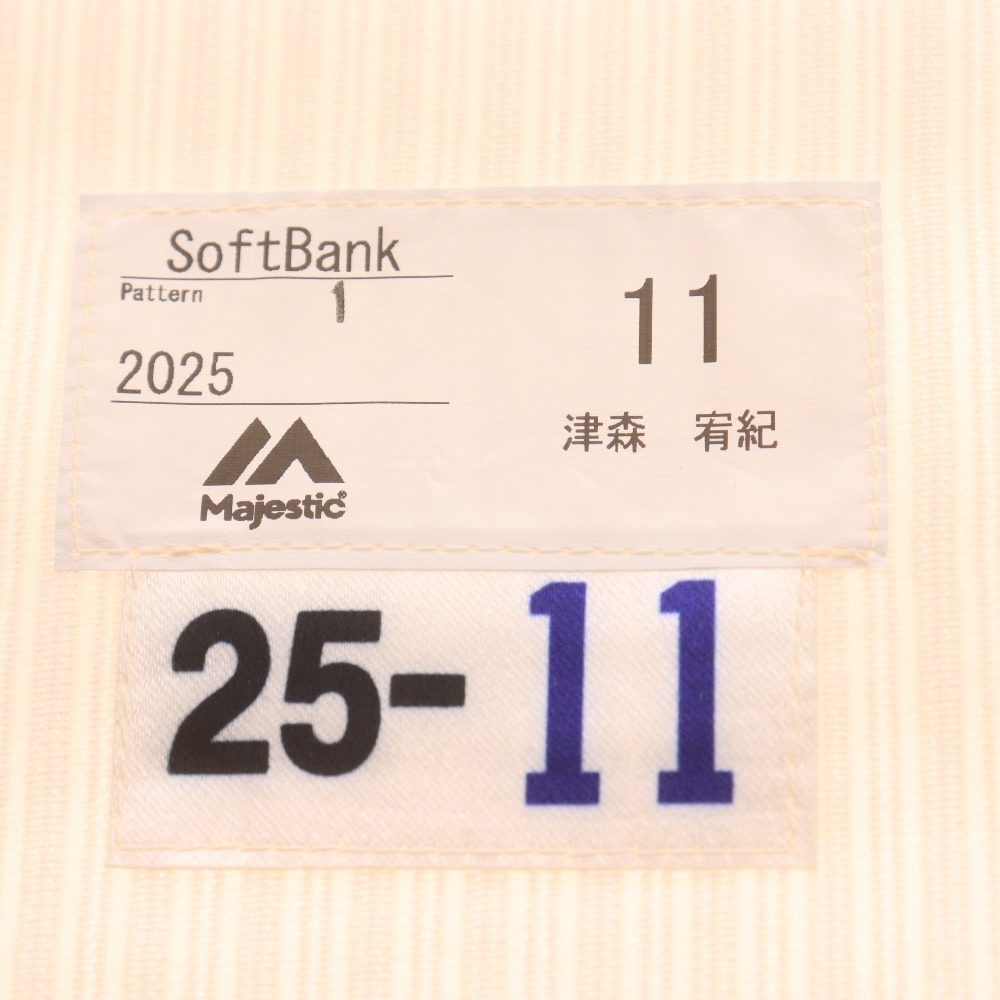 SoftBank
Pattern 1
2025
Majestic®
11
津森 宥紀
25-11